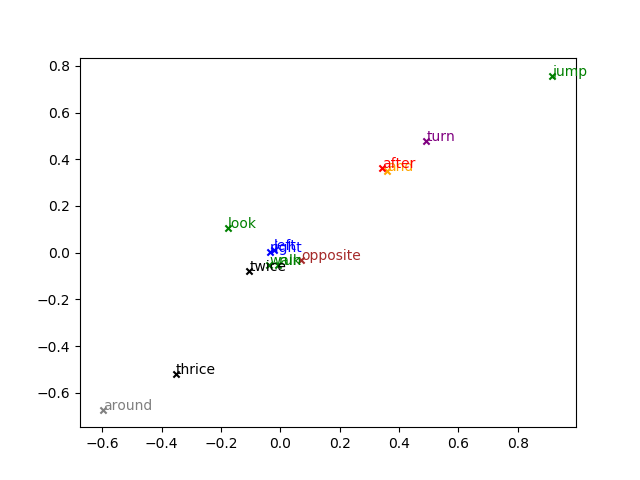 jump
0.8
0.6
turn
0.4
after
and
0.2
look
left
right
0.0
opposite
walk
run
twice
−0.2
−0.4
thrice
−0.6
around
−0.6
−0.4
−0.2
0.0
0.2
0.4
0.6
0.8